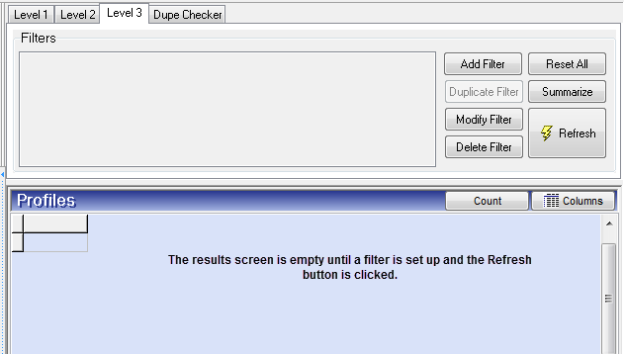 Level 1 Level 2 Level 3 Dupe Checker
Filters
Add Filter Reset All
Duplicate Filter Summarize
Modify Filter
Refresh
Delete Filter
Profiles Count Columns
The results screen is empty until a filter is set up and the Refresh
button is clicked.